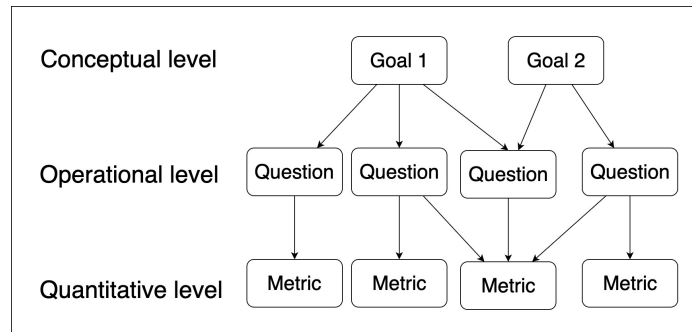 Conceptual level
Goal 1
Goal 2
Operational level
Question
Question
Question
Question
Quantitative level
Metric
Metric
Metric
Metric